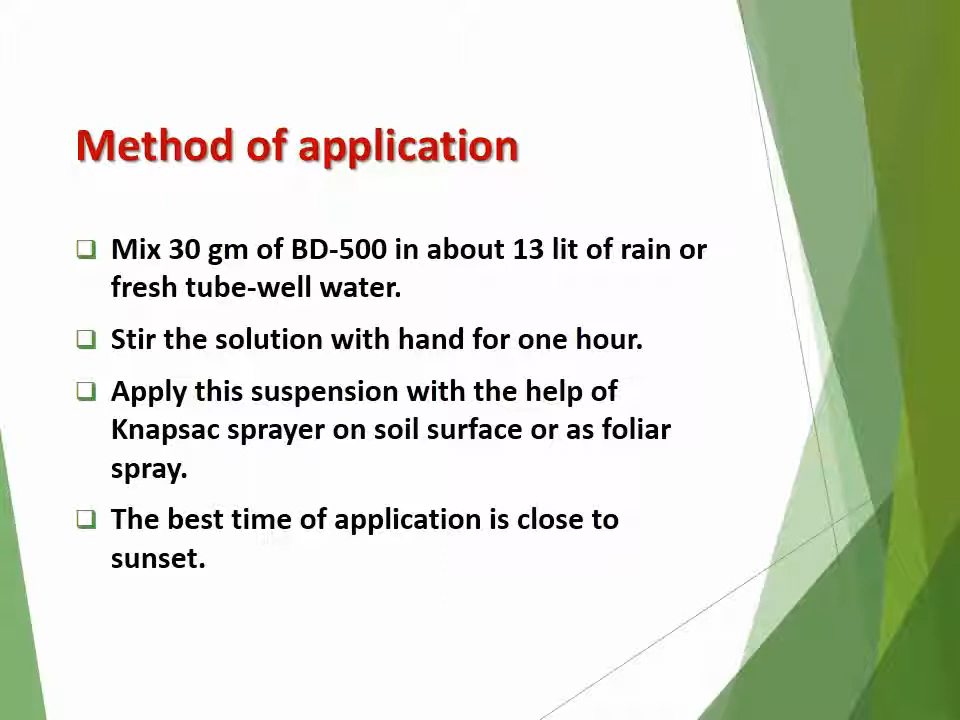 Method of application
Mix 30 gm of BD-500 in about 13 lit of rain or
fresh tube-well water.
Stir the solution with hand for one hour.
Apply this suspension with the help of
Knapsac sprayer on soil surface or as foliar
spray.
The best time of application is close to
sunset.